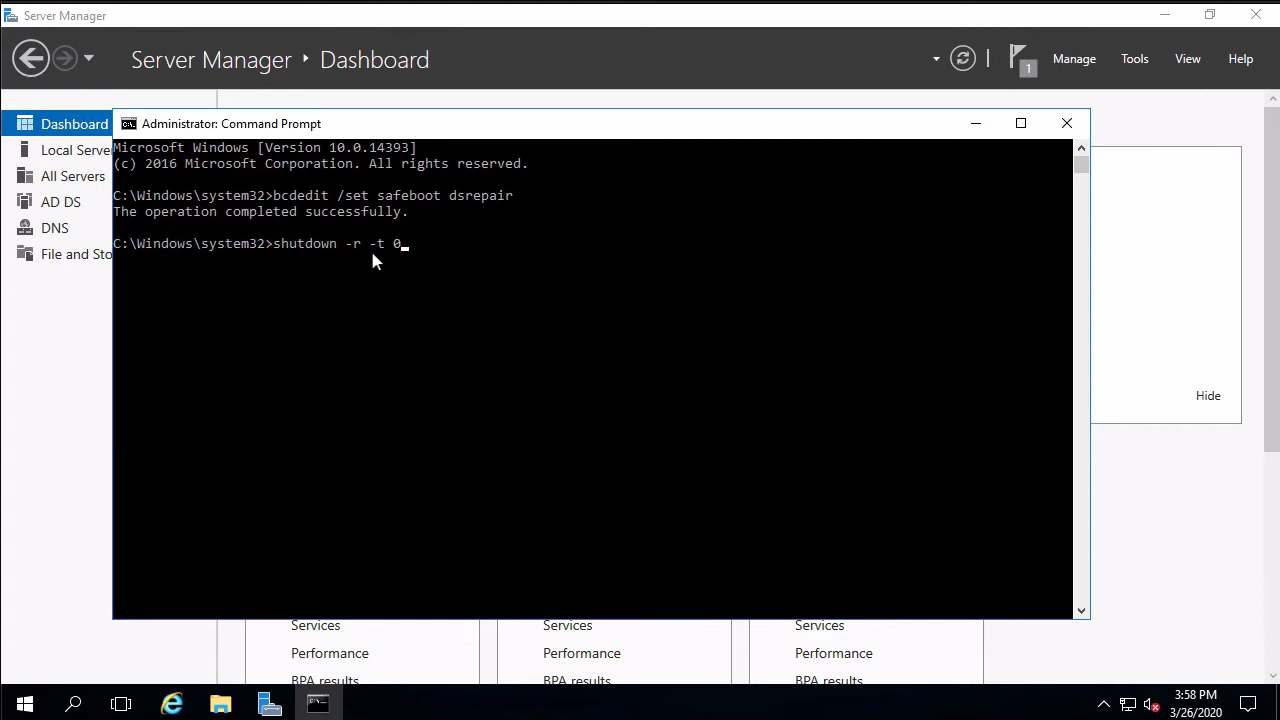 Server Manager
Server Manager ‣ Dashboard
1
Manage
Tools
View
Help
Dashboard
Local Serve
All Servers
AD DS
DNS
File and Sto
Administrator: Command Prompt
Microsoft Windows [Version 10.0.14393]
(c) 2016 Microsoft Corporation. All rights reserved.
C:\Windows\system32>bcdedit /set safeboot dsrepair
The operation completed successfully.
C:\Windows\system32>shutdown -r -t 0
Hide
Services
Services
Services
Performance
Performance
Performance
BPA results
BPA results
BPA results
3:58 PM
3/26/2020